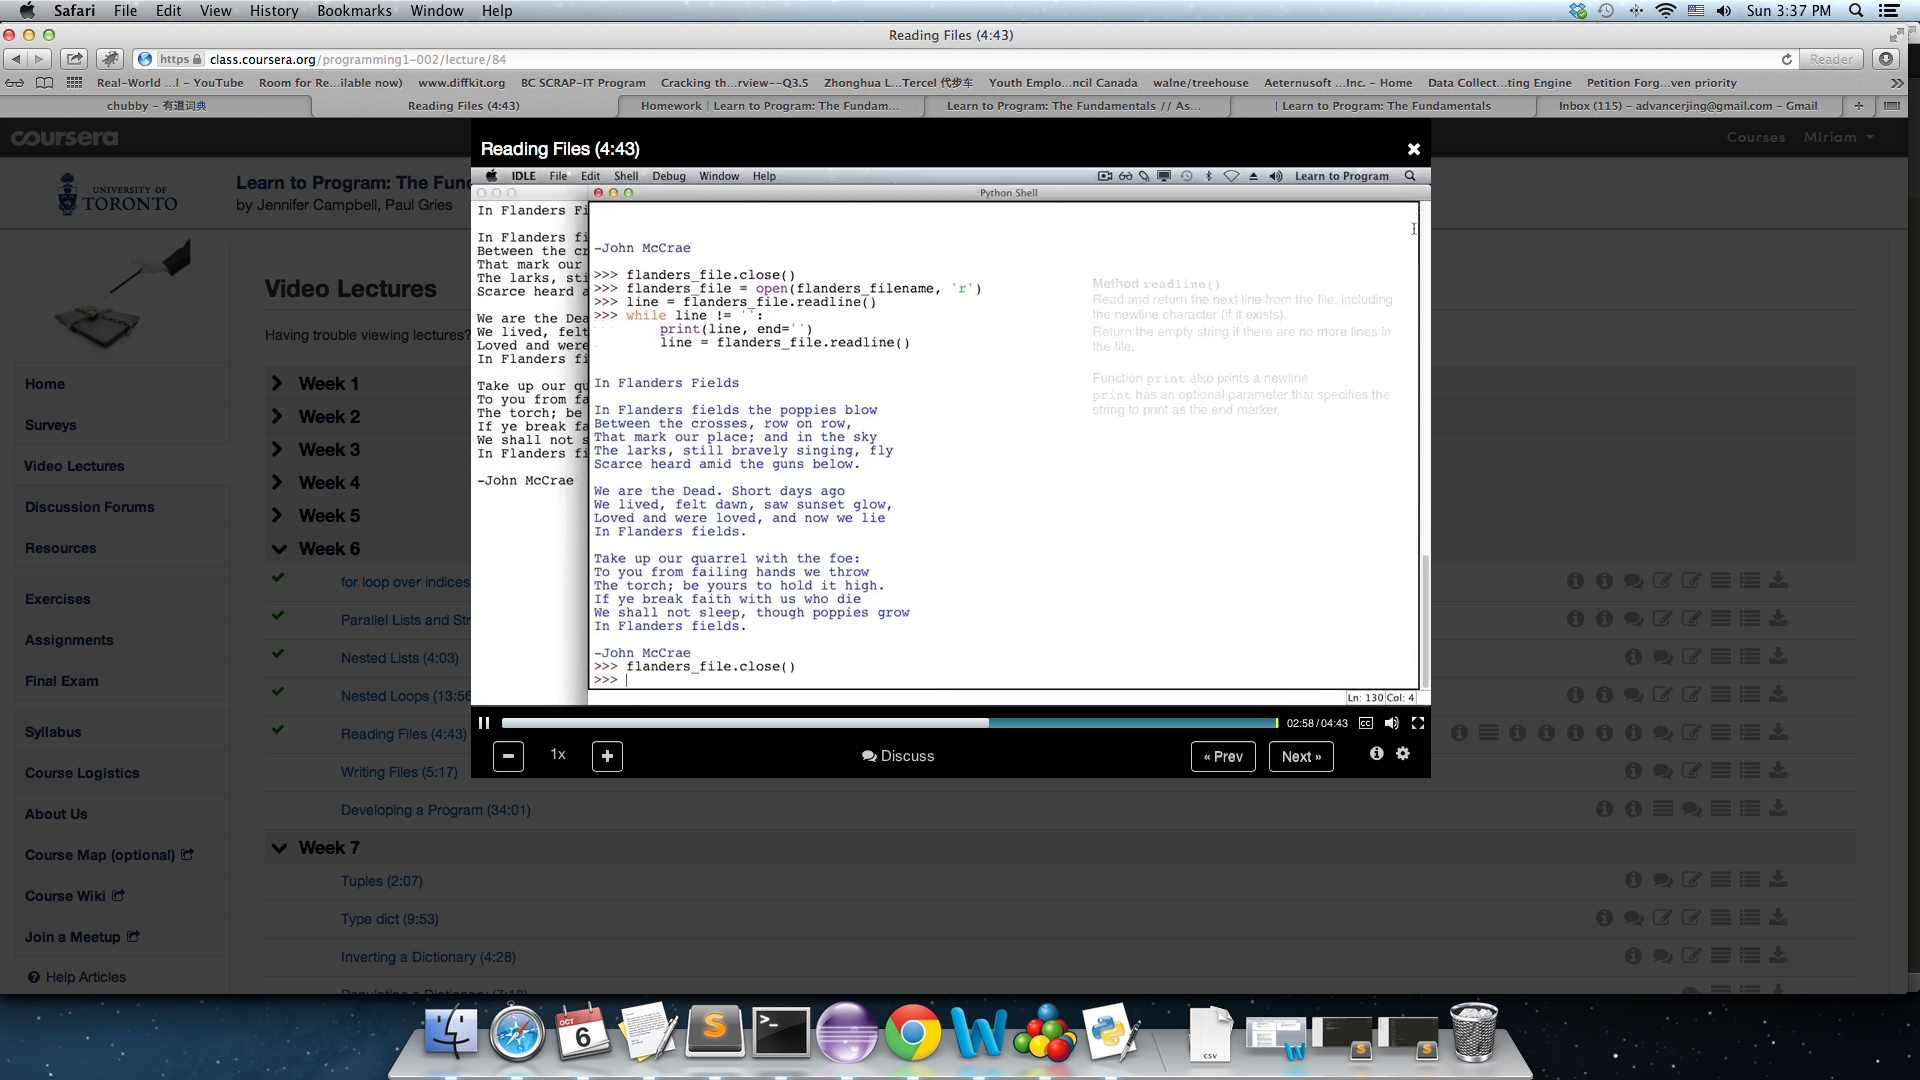 Safari File Edit View History Bookmarks Window Help Sun 3:37 PM
Reading Files (4:43)
https class.coursera.org/programming1-002/lecture/84 Reader
Real-World ...l - YouTube Room for Re...ilable now) www.diffkit.org BC SCRAP-IT Program Cracking th...rview--Q3.5 Zhonghua L...Tercel 代步车 Youth Emplo...ncil Canada walne/treehouse Aeternusoft ...Inc. - Home Data Collect...ting Engine Petition Forg...ven priority
chubby - 有道词典 Reading Files (4:43) Homework | Learn to Program: The Fundam... Learn to Program: The Fundamentals // As... | Learn to Program: The Fundamentals Inbox (115) - advancerjing@gmail.com - Gmail
coursera Courses MIriam
UNIVERSITY OF
TORONTO
Learn to Program: The Fun
by Jennifer Campbell, Paul Gries
Home
Surveys
Video Lectures
Discussion Forums
Resources
Exercises
Assignments
Final Exam
Syllabus
Course Logistics
About Us
Course Map (optional)
Course Wiki
Join a Meetup
Help Articles
Video Lectures
Having trouble viewing lectures?
Week 1
Week 2
Week 3
Week 4
Week 5
Week 6
for loop over indices
Parallel Lists and Str
Nested Lists (4:03)
Nested Loops (13:56
Reading Files (4:43)
Writing Files (5:17)
Developing a Program (34:01)
Week 7
Tuples (2:07)
Type dict (9:53)
Inverting a Dictionary (4:28)
Populating a Dictionary (7:18)
Reading Files (4:43)
IDLE File Edit Shell Debug Window Help Learn to Program
Python Shell
In Flanders Fi
In Flanders fi
Between the cr
That mark our
The larks, sti
Scarce heard a
We are the Dea
We lived, felt
Loved and were
In Flanders fi
Take up our qu
To you from fa
The torch; be
If ye break fa
We shall not s
In Flanders fi
-John McCrae
-John McCrae
>>> flanders_file.close()
>>> flanders_file = open(flanders_filename, 'r')
>>> line = flanders_file.readline()
>>> while line != '':
print(line, end='')
line = flanders_file.readline()
In Flanders Fields
In Flanders fields the poppies blow
Between the crosses, row on row,
That mark our place; and in the sky
The larks, still bravely singing, fly
Scarce heard amid the guns below.
We are the Dead. Short days ago
We lived, felt dawn, saw sunset glow,
Loved and were loved, and now we lie
In Flanders fields.
Take up our quarrel with the foe:
To you from failing hands we throw
The torch; be yours to hold it high.
If ye break faith with us who die
We shall not sleep, though poppies grow
In Flanders fields.
-John McCrae
>>> flanders_file.close()
>>>
Method readline()
Read and return the next line from the file, including
the newline character (if it exists).
Return the empty string if there are no more lines in
the file.
Function print also prints a newline
print has an optional parameter that specifies the
string to print as the end marker
Ln: 130 Col: 4
02:58 / 04:43 CC
1x Discuss « Prev Next »
OCT
6
CSV